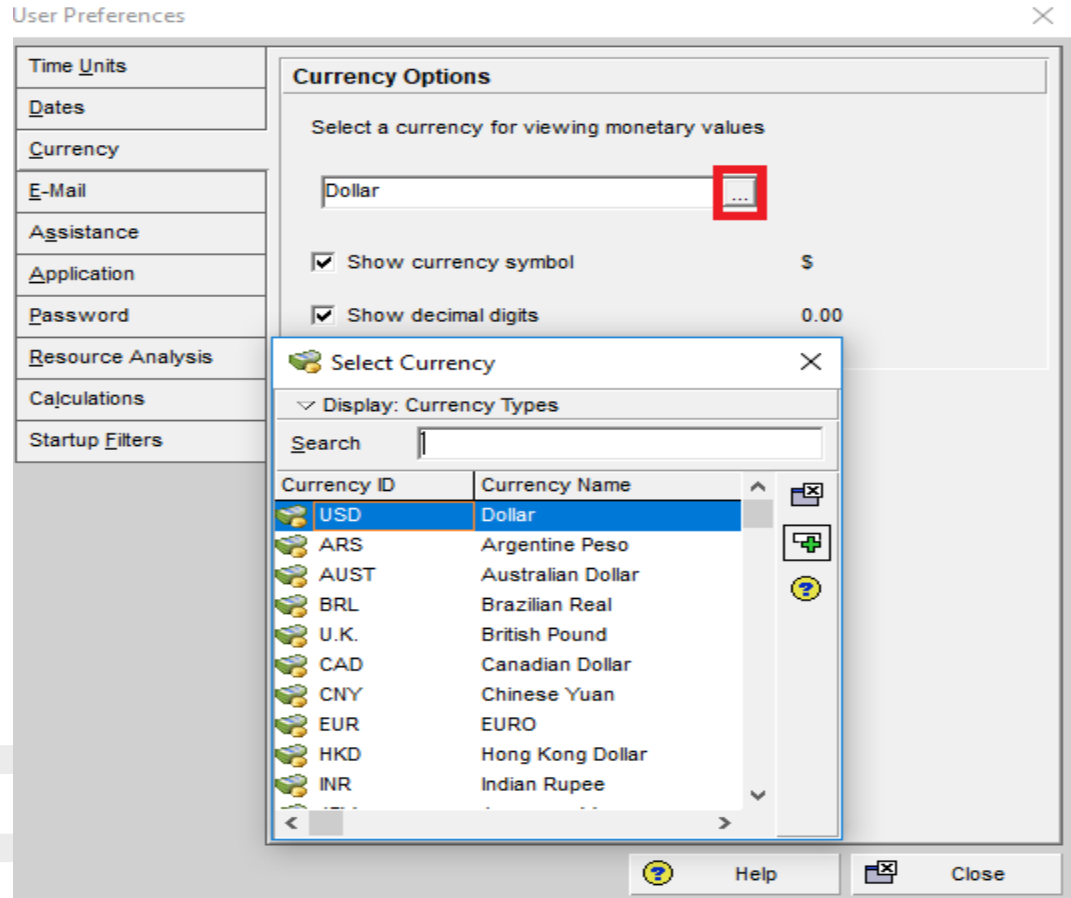 User Preferences
Time Units
Dates
Currency
E-Mail
Assistance
Application
Password
Resource Analysis
Calculations
Startup Filters
Currency Options
Select a currency for viewing monetary values
Dollar ...
Show currency symbol $
Show decimal digits 0.00
Select Currency
Display: Currency Types
Search
Currency ID Currency Name
USD Dollar
ARS Argentine Peso
AUST Australian Dollar
BRL Brazilian Real
U.K. British Pound
CAD Canadian Dollar
CNY Chinese Yuan
EUR EURO
HKD Hong Kong Dollar
INR Indian Rupee
Help Close